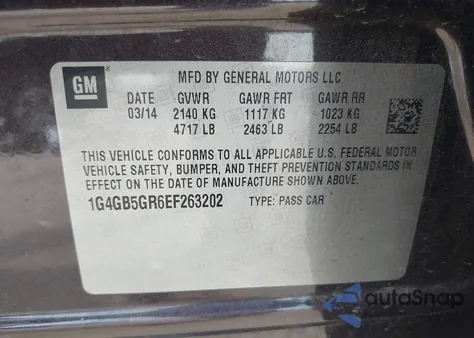 GM
MFD BY GENERAL MOTORS LLC
DATE GVWR GAWR FRT GAWR RR
03/14 2140 KG 1117 KG 1023 KG
4717 LB 2463 LB 2254 LB
THIS VEHICLE CONFORMS TO ALL APPLICABLE U.S. FEDERAL MOTOR
VEHICLE SAFETY, BUMPER, AND THEFT PREVENTION STANDARDS IN
EFFECT ON THE DATE OF MANUFACTURE SHOWN ABOVE.
1G4GB5GR6EF263202 TYPE: PASS CAR
autoSnap